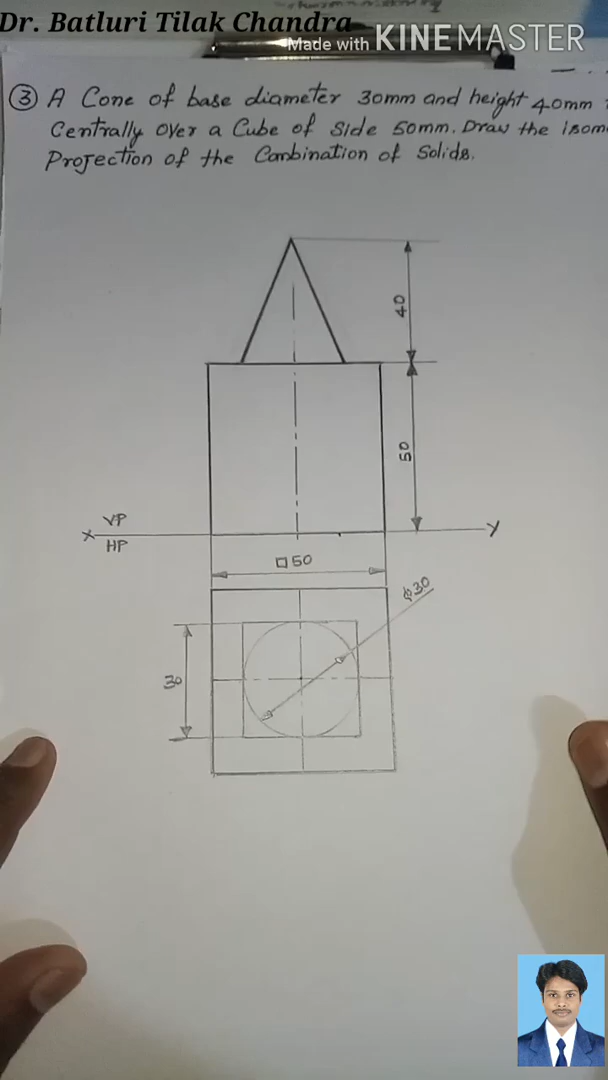 Dr. Batluri Tilak Chandra
Made with KINEMASTER
③ A Cone of base diameter 30mm and height 40mm
Centrally over a Cube of Side 50mm. Draw the isom
Projection of the Combination of Solids.
40
50
VP
X
Y
HP
□50
ϕ30
30